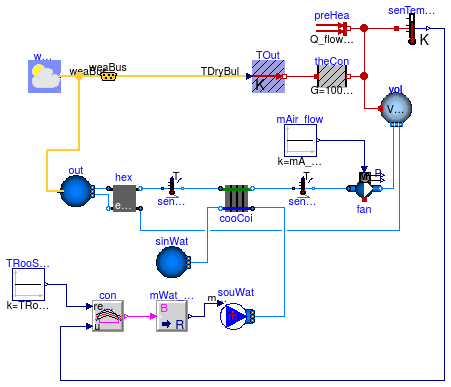 preHea
senTem...
Q_flow...
K
w...
weaBus
weaBus
TDryBul
TOut
K
theCon
G=100...
vol
V...
mAir_flow
k=mA_...
M
P
out
hex
e...
T
sen...
cooCoi
T
sen...
fan
sinWat
TRooS...
k=TRo...
con
re...
u
mWat_...
B
R
m...
souWat